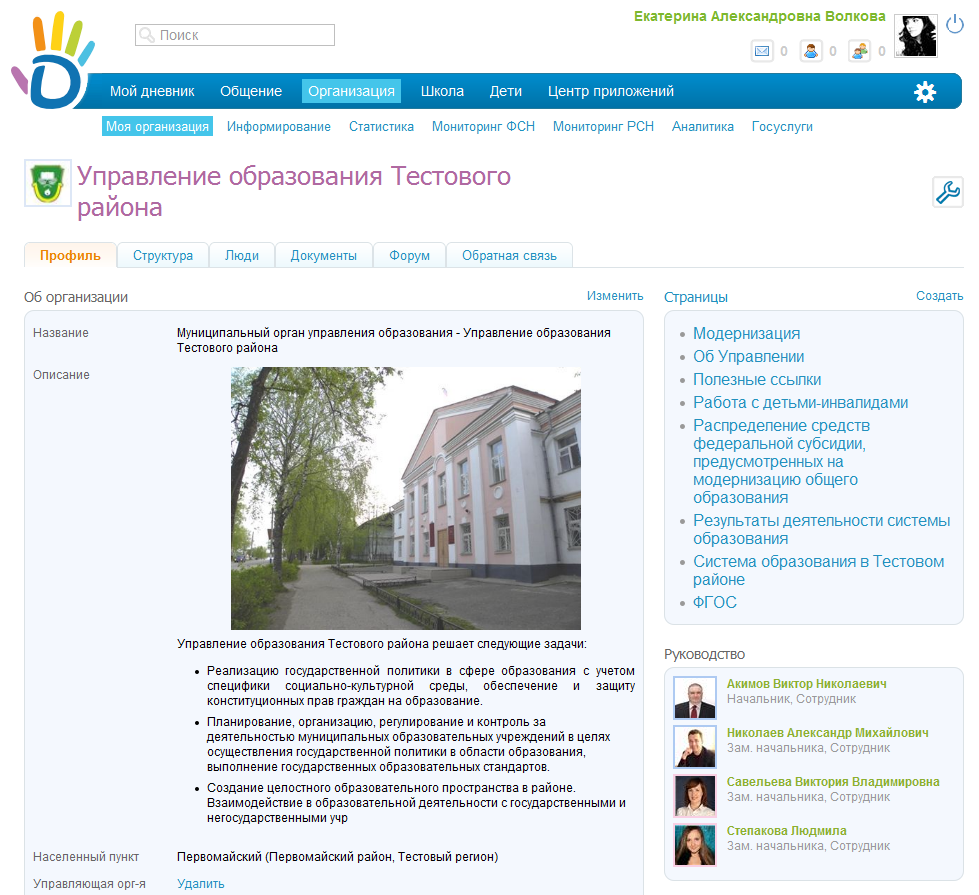 Екатерина Александровна Волкова
Поиск
0 0 0
Мой дневник Общение Организация Школа Дети Центр приложений
Моя организация Информирование Статистика Мониторинг ФСН Мониторинг РСН Аналитика Госуслуги
Управление образования Тестового
района
Профиль Структура Люди Документы Форум Обратная связь
Об организации Изменить
Название Муниципальный орган управления образования - Управление образования
Тестового района
Описание
Управление образования Тестового района решает следующие задачи:
Реализацию государственной политики в сфере образования с учетом
специфики социально-культурной среды, обеспечение и защиту
конституционных прав граждан на образование.
Планирование, организацию, регулирование и контроль за
деятельностью муниципальных образовательных учреждений в целях
осуществления государственной политики в области образования,
выполнение государственных образовательных стандартов.
Создание целостного образовательного пространства в районе.
Взаимодействие в образовательной деятельности с государственными и
негосударственными учр
Населенный пункт Первомайский (Первомайский район, Тестовый регион)
Управляющая орг-я Удалить
Страницы Создать
Модернизация
Об Управлении
Полезные ссылки
Работа с детьми-инвалидами
Распределение средств
федеральной субсидии,
предусмотренных на
модернизацию общего
образования
Результаты деятельности системы
образования
Система образования в Тестовом
районе
ФГОС
Руководство
Акимов Виктор Николаевич
Начальник, Сотрудник
Николаев Александр Михайлович
Зам. начальника, Сотрудник
Савельева Виктория Владимировна
Зам. начальника, Сотрудник
Степакова Людмила
Зам. начальника, Сотрудник